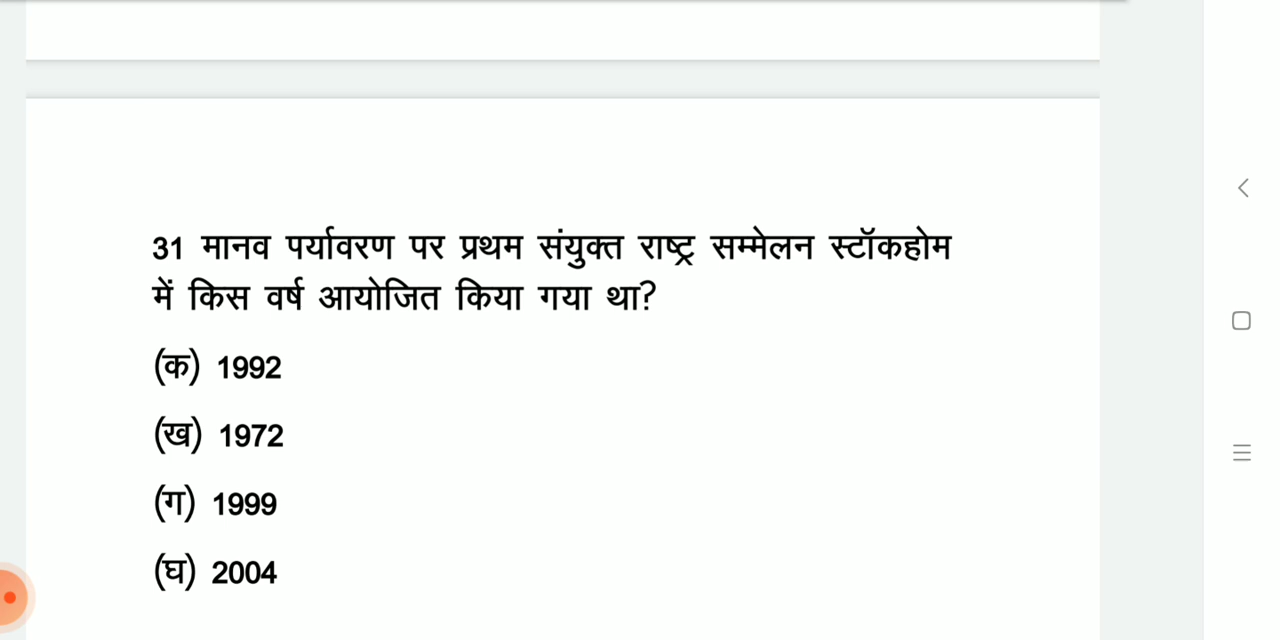 31 मानव पर्यावरण पर प्रथम संयुक्त राष्ट्र सम्मेलन स्टॉकहोम
में किस वर्ष आयोजित किया गया था?
(क) 1992
(ख) 1972
(ग) 1999
(घ) 2004